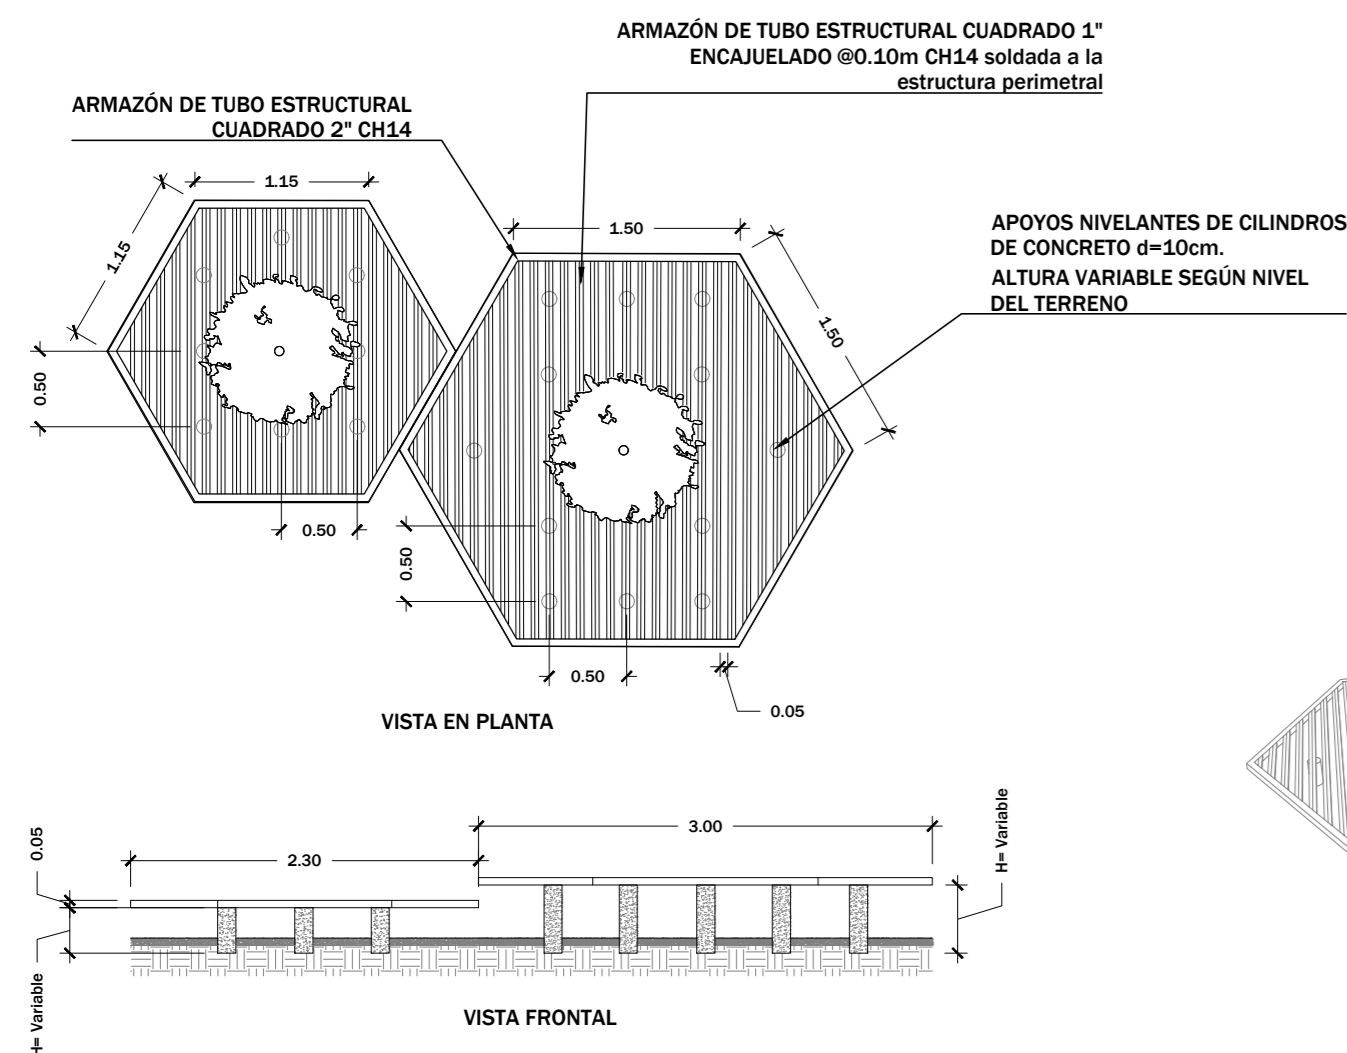 ARMAZÓN DE TUBO ESTRUCTURAL CUADRADO 1"
ENCAJUELADO @0.10m CH14 soldada a la
estructura perimetral
ARMAZÓN DE TUBO ESTRUCTURAL
CUADRADO 2" CH14
1.15
1.15
0.50
0.50
1.50
1.50
APOYOS NIVELANTES DE CILINDROS
DE CONCRETO d=10cm.
ALTURA VARIABLE SEGÚN NIVEL
DEL TERRENO
0.50
0.50
0.05
VISTA EN PLANTA
0.05
2.30
3.00
H= Variable
H= Variable
VISTA FRONTAL